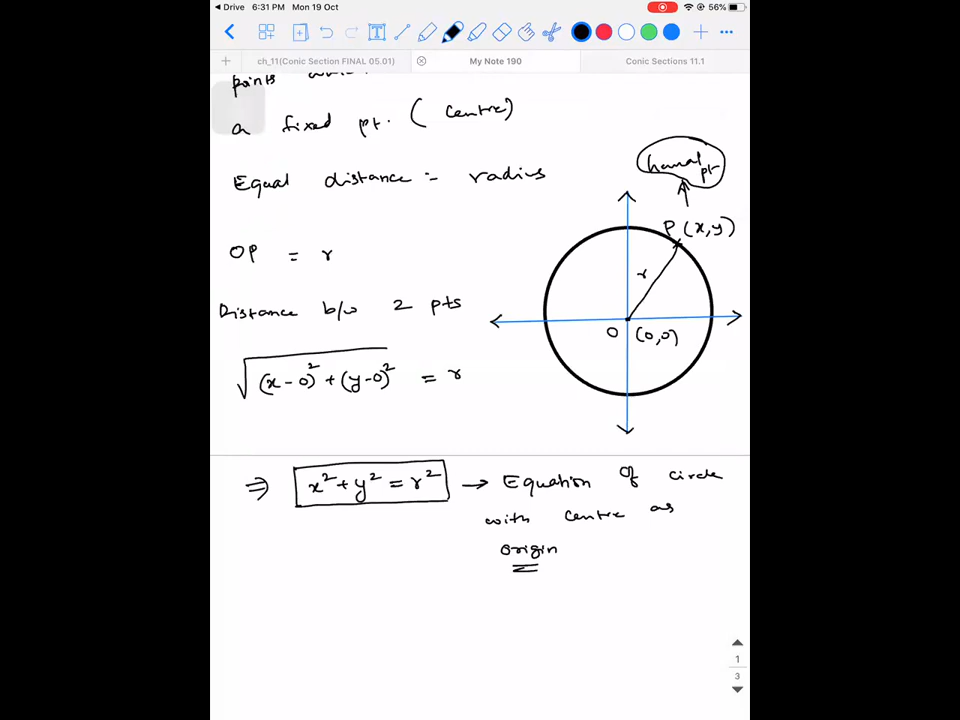 Drive 6:31 PM Mon 19 Oct 56%
ch_11(Conic Section FINAL 05.01) My Note 190 Conic Sections 11.1
points
a fixed pt. (centre)
Equal distance = radius
pt
P (x,y)
OP = r
r
Distance b/w 2 pts
O (0,0)
√(x-0)² + (y-0)² = r
⇒ x² + y² = r² → Equation of circle
with centre as
origin
1
3